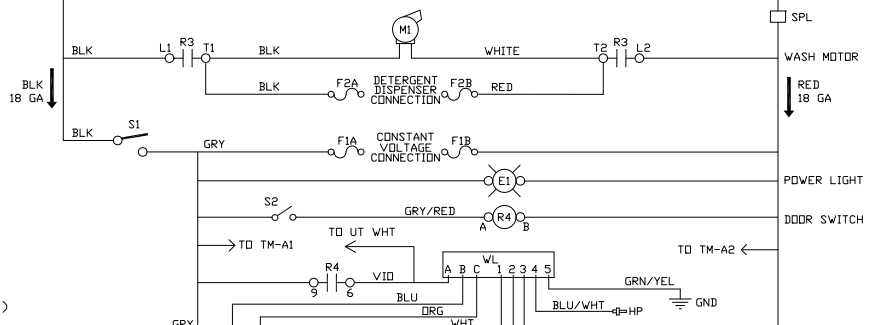 SPL
M1
BLK L1 R3 T1 BLK WHITE T2 R3 L2 WASH MOTOR
BLK
18 GA
BLK F2A DETERGENT
DISPENSER
CONNECTION F2B RED
RED
18 GA
BLK S1
GRY F1A CONSTANT
VOLTAGE
CONNECTION F1B
E1 POWER LIGHT
S2 GRY/RED A R4 B DOOR SWITCH
TO TM-A1 TO UT WHT TO TM-A2
WL
A B C 1 2 3 4 5
R4 VIO
9 6
GRN/YEL
GND
BLU
BLU/WHT HP
ORG
)
GRY WHT